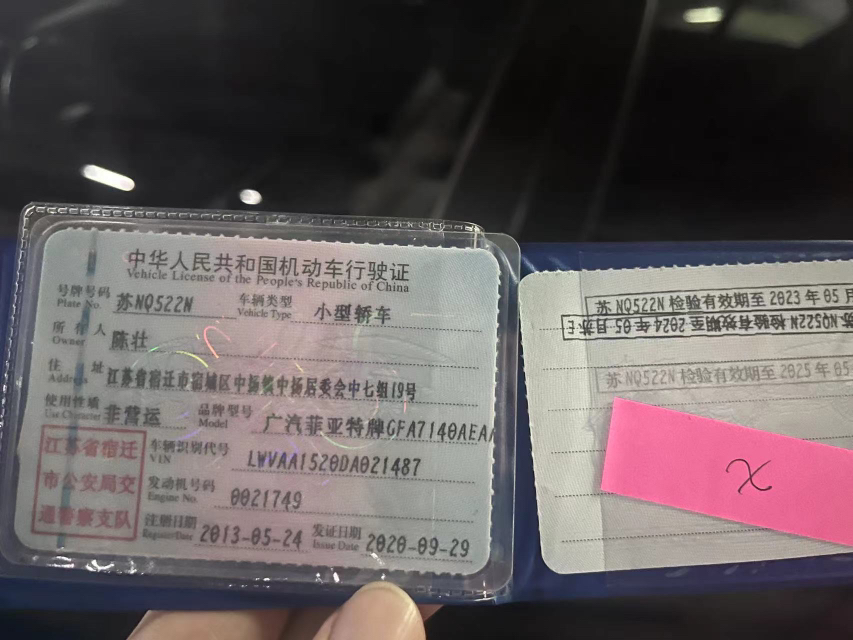 中华人民共和国机动车行驶证
Vehicle License of the People's Republic of China
号牌号码 苏NQ522N 车辆类型 小型轿车
Plate No. Vehicle Type
所有人 陈壮
Owner
住址 江苏省宿迁市宿城区中扬镇中扬居委会中七组19号
Address
使用性质 非营运 品牌型号 广汽菲亚特牌GFA7140AEA
Use Character Model
车辆识别代号 LWVAA1520DA021487
VIN
发动机号码 0021749
Engine No.
注册日期 2013-05-24 发证日期 2020-09-29
Register Date Issue Date
江苏省宿迁
市公安局交
通警察支队
苏NQ522N 检验有效期至 2023 年 05 月
苏NQ522N 检验有效期至 2024 年 05 月 苏E
苏NQ522N 检验有效期至 2025 年 05
x